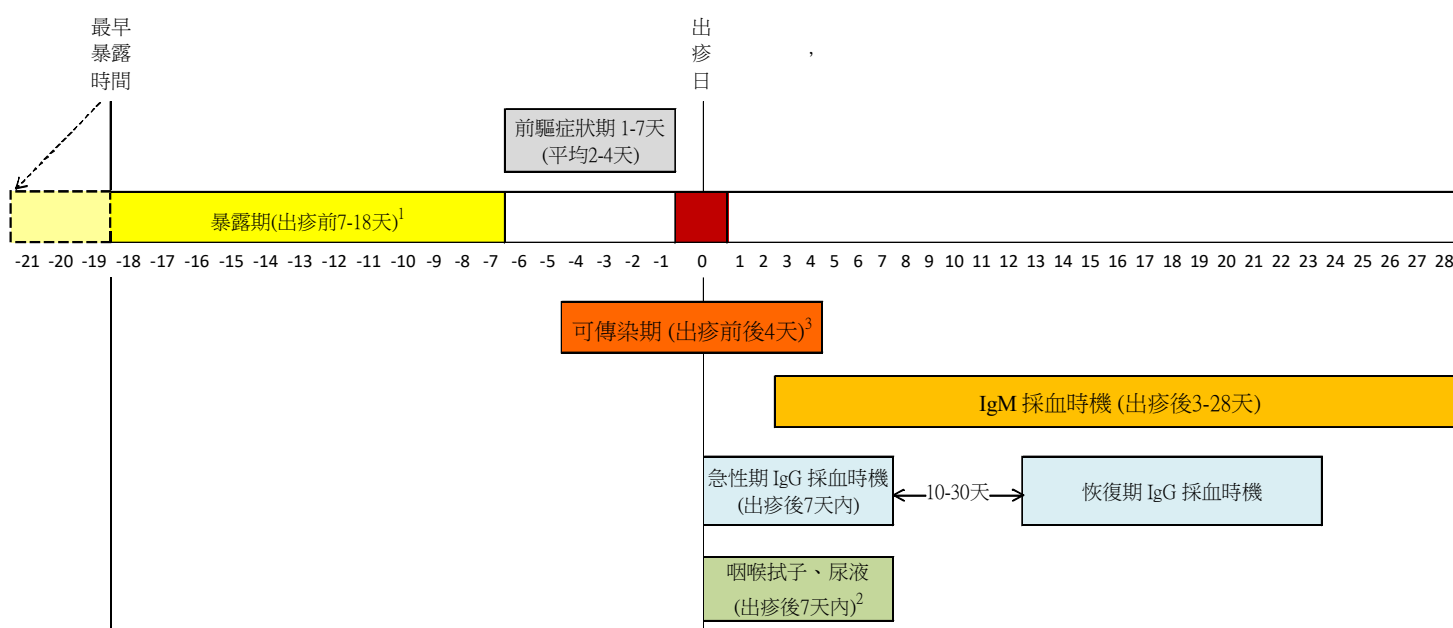 最早
暴露
時間
出
疹
日
,
前驅症狀期 1-7天
(平均2-4天)
暴露期(出疹前7-18天)1
-21 -20 -19 -18 -17 -16 -15 -14 -13 -12 -11 -10 -9 -8 -7 -6 -5 -4 -3 -2 -1 0 1 2 3 4 5 6 7 8 9 10 11 12 13 14 15 16 17 18 19 20 21 22 23 24 25 26 27 28
可傳染期 (出疹前後4天)3
IgM 採血時機 (出疹後3-28天)
急性期 IgG 採血時機
(出疹後7天內)
10-30天
恢復期 IgG 採血時機
咽喉拭子、尿液
(出疹後7天內)2